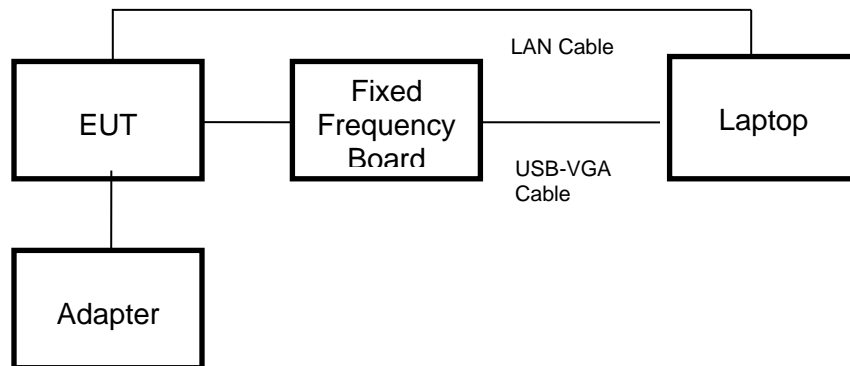 LAN Cable
EUT
Fixed
Frequency
Board
Laptop
USB-VGA
Cable
Adapter